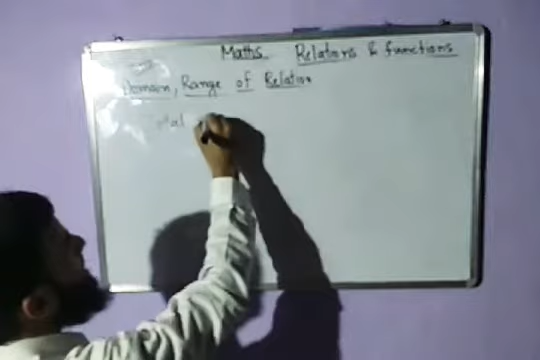 Maths Relations & functions
Domain, Range of Relation